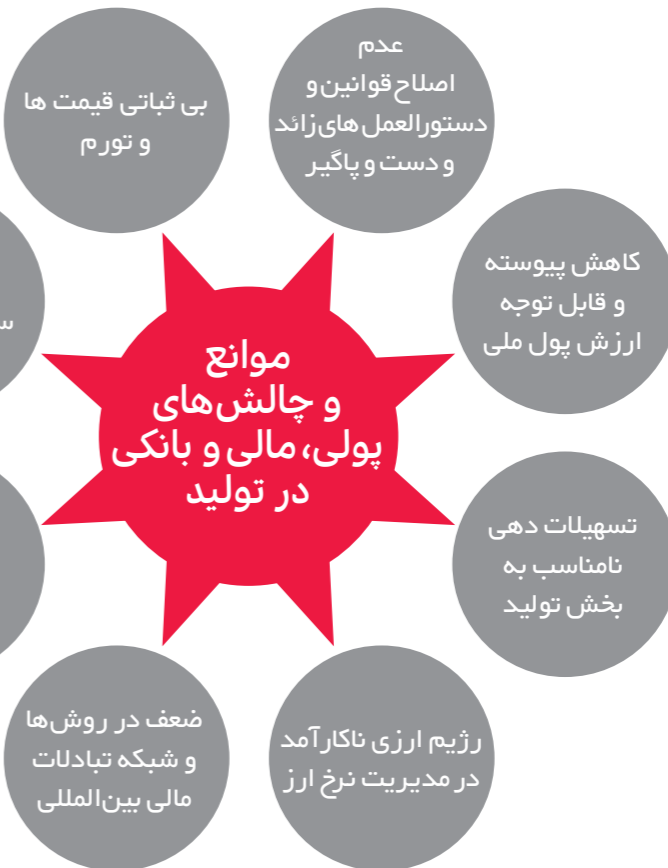 عدم
اصلاح قوانین و
دستورالعمل های زائد
و دست و پاگیر
بی ثباتی قیمت ها
و تورم
کاهش پیوسته
و قابل توجه
ارزش پول ملی
موانع
و چالش‌های
پولی، مالی و بانکی
در تولید
تسهیلات دهی
نامناسب به
بخش تولید
رژیم ارزی ناکارآمد
در مدیریت نرخ ارز
ضعف در روش‌ها
و شبکه تبادلات
مالی بین‌المللی